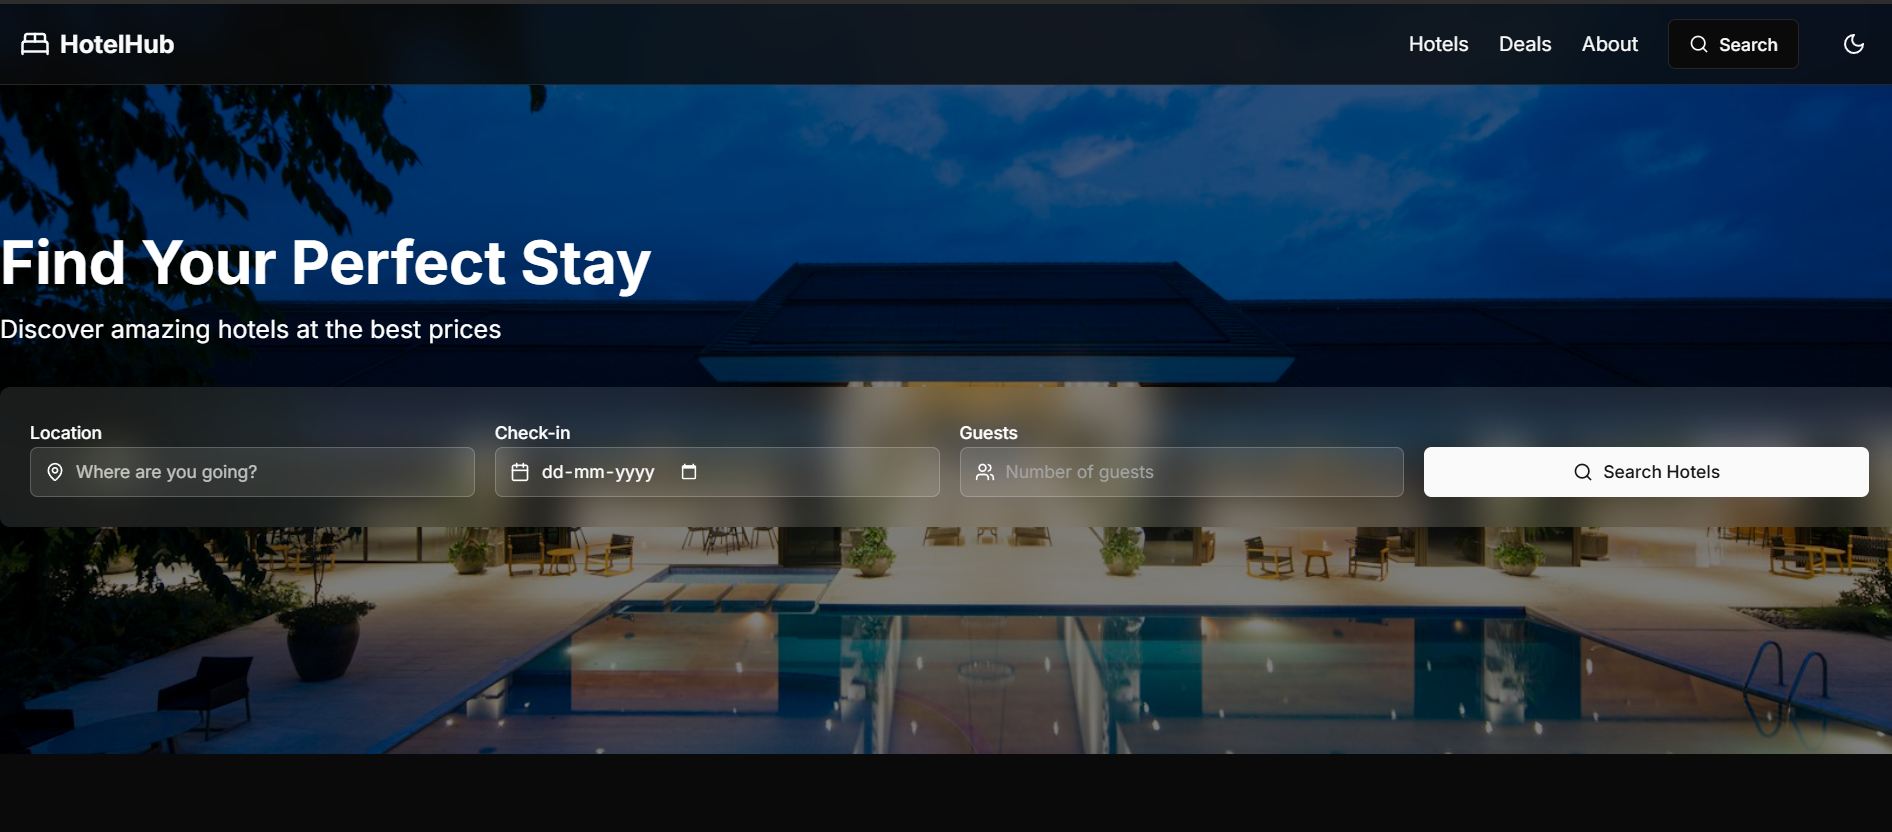 HotelHub
Hotels
Deals
About
Search
Find Your Perfect Stay
Discover amazing hotels at the best prices
Location
Where are you going?
Check-in
dd-mm-yyyy
Guests
Number of guests
Search Hotels